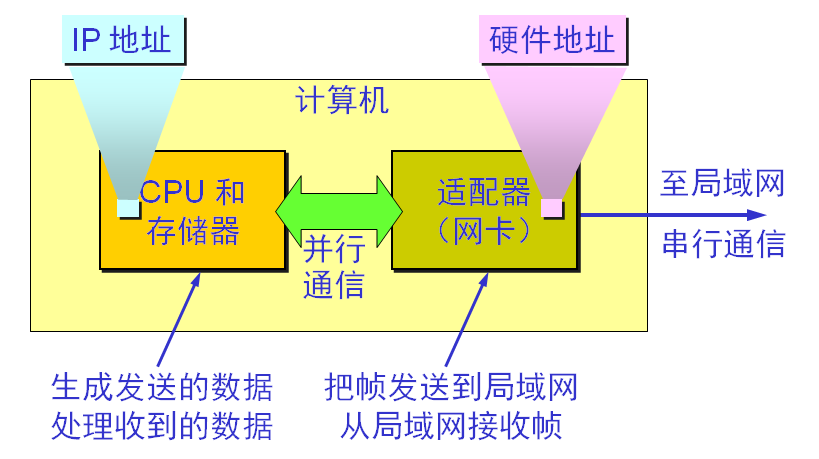 IP 地址
硬件地址
计算机
CPU 和
存储器
适配器
（网卡）
并行
通信
至局域网
串行通信
生成发送的数据
处理收到的数据
把帧发送到局域网
从局域网接收帧